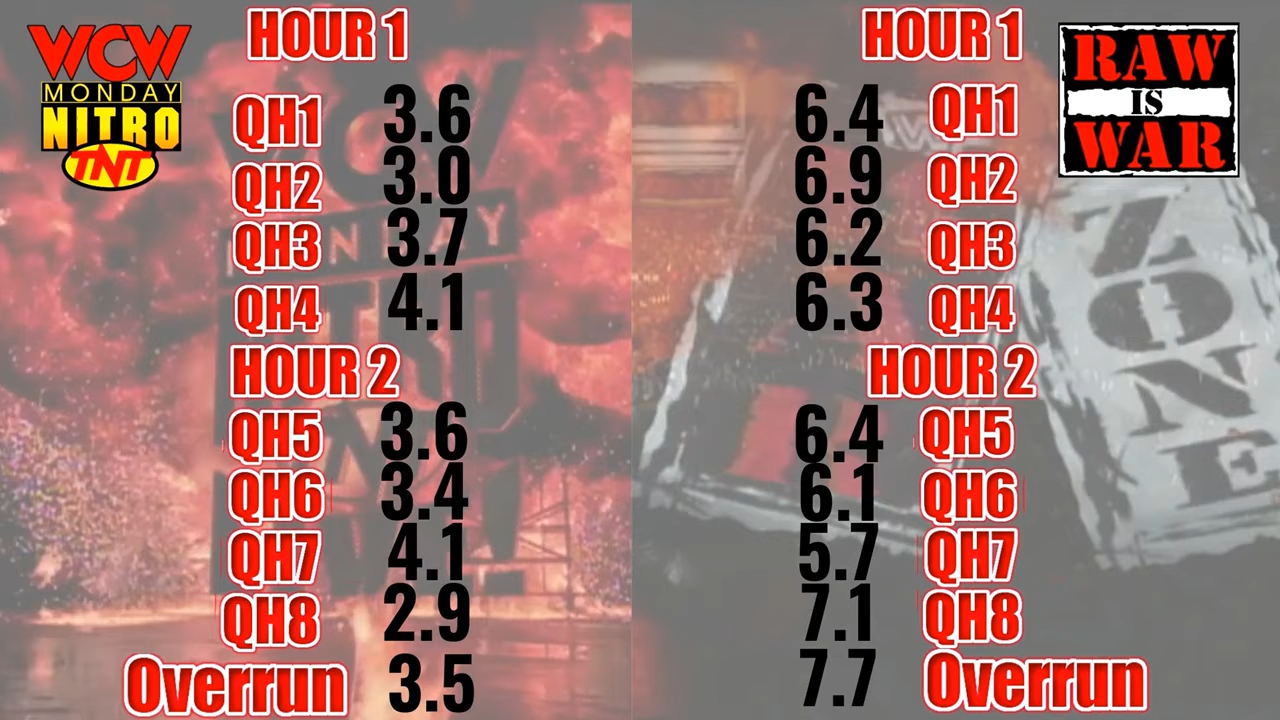 WCW
MONDAY
NITRO
TNT
HOUR 1
QH1 3.6
QH2 3.0
QH3 3.7
QH4 4.1
HOUR 2
QH5 3.6
QH6 3.4
QH7 4.1
QH8 2.9
Overrun 3.5
HOUR 1
6.4 QH1
6.9 QH2
6.2 QH3
6.3 QH4
HOUR 2
6.4 QH5
6.1 QH6
5.7 QH7
7.1 QH8
7.7 Overrun
RAW
IS
WAR
ZONE